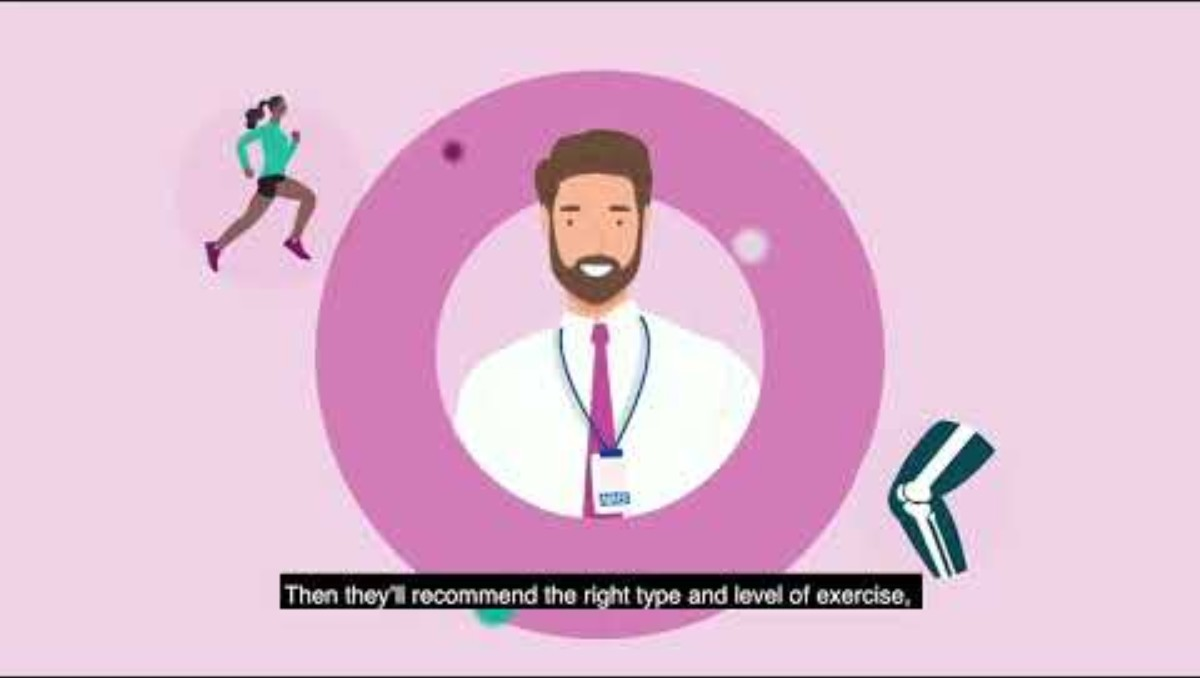 NHS
Then they'll recommend the right type and level of exercise,